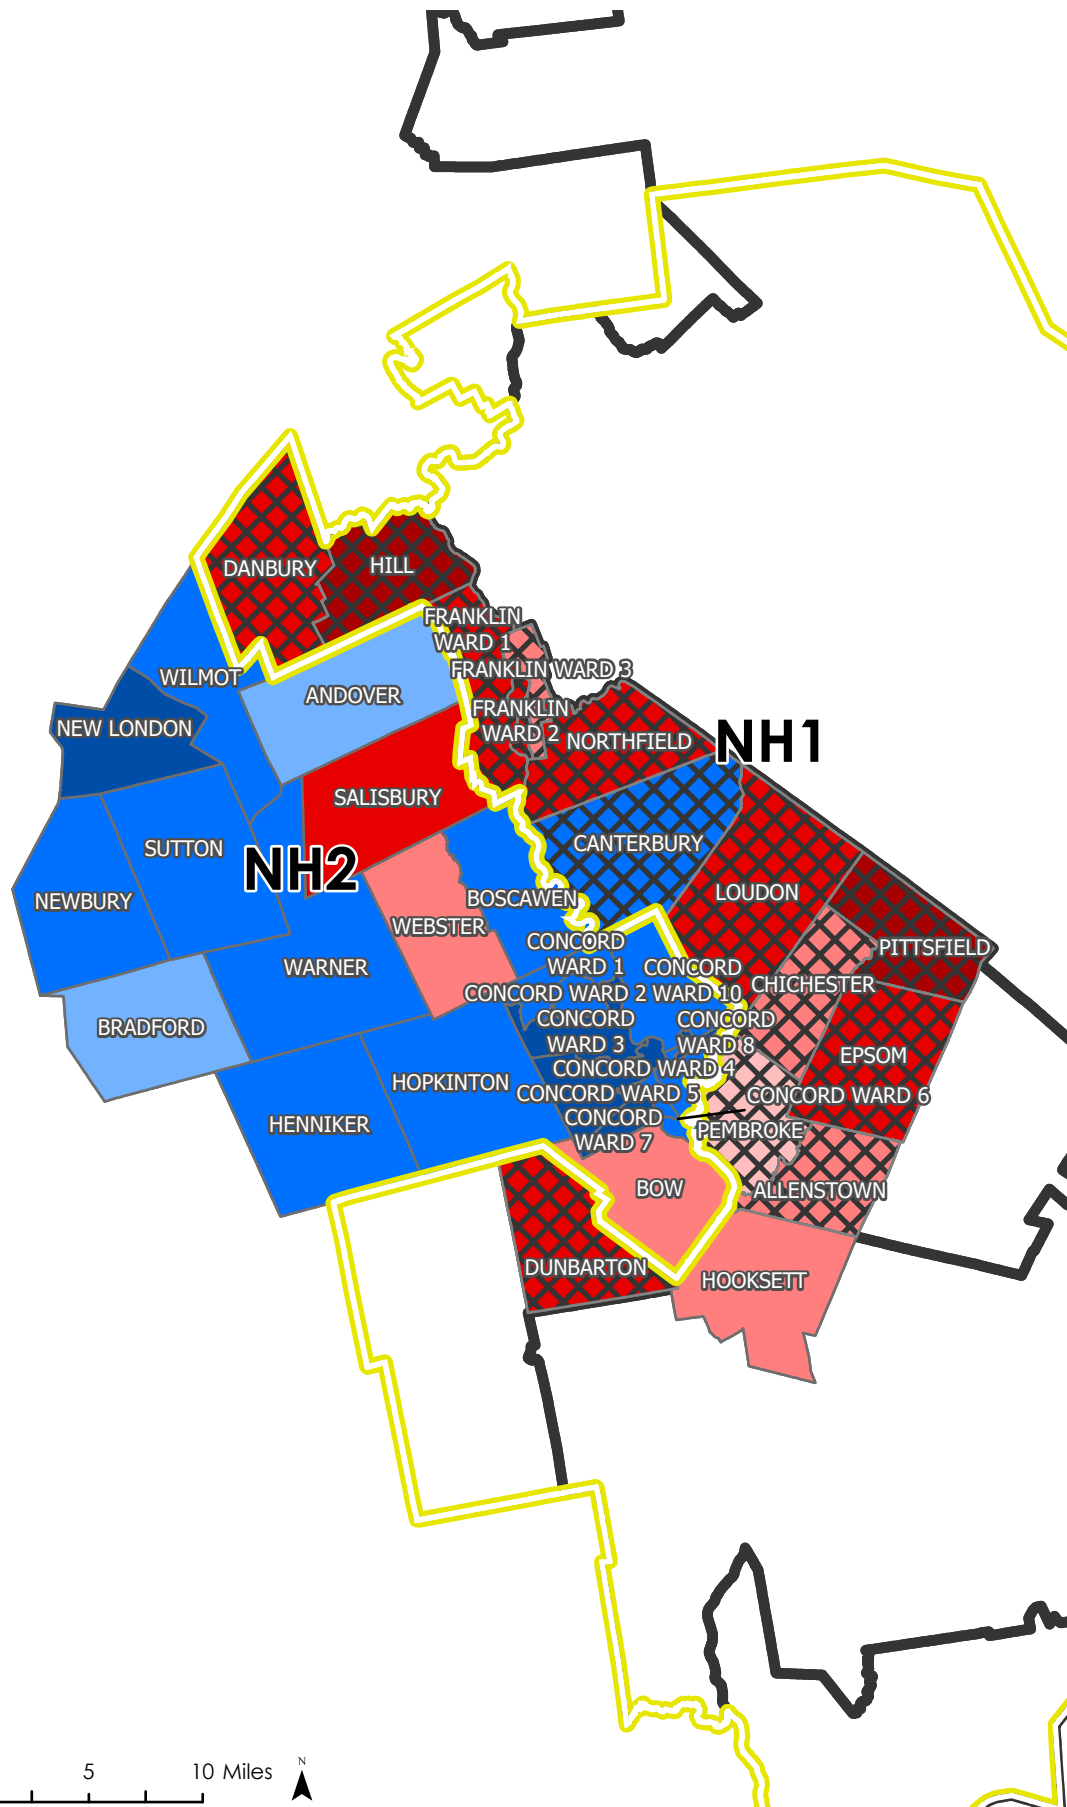 DANBURY
HILL
FRANKLIN
WARD 1
WILMOT
FRANKLIN WARD 3
ANDOVER
NEW LONDON
FRANKLIN
WARD 2
NORTHFIELD
NH1
SALISBURY
SUTTON
CANTERBURY
NH2
NEWBURY
LOUDON
BOSCAWEN
WEBSTER
CONCORD
WARD 1
PITTSFIELD
WARNER
CONCORD
WARD 10
CHICHESTER
CONCORD WARD 2
BRADFORD
CONCORD
WARD 3
CONCORD
WARD 8
EPSOM
CONCORD WARD 4
HOPKINTON
CONCORD WARD 5
CONCORD WARD 6
HENNIKER
CONCORD
WARD 7
PEMBROKE
BOW
ALLENSTOWN
DUNBARTON
HOOKSETT
5
10 Miles
N